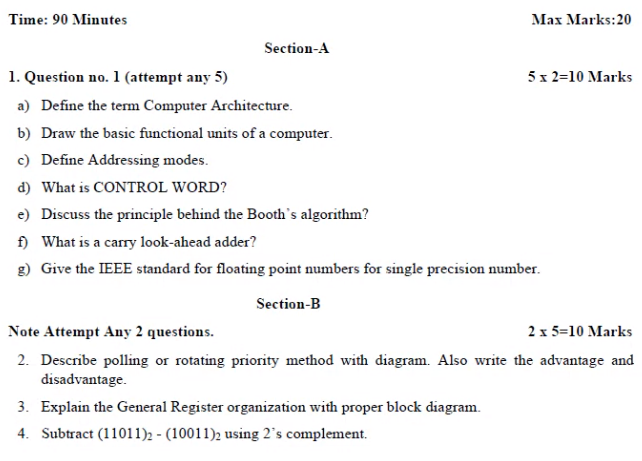 Time: 90 Minutes Max Marks:20
Section-A
1. Question no. 1 (attempt any 5) 5 x 2=10 Marks
a) Define the term Computer Architecture.
b) Draw the basic functional units of a computer.
c) Define Addressing modes.
d) What is CONTROL WORD?
e) Discuss the principle behind the Booth's algorithm?
f) What is a carry look-ahead adder?
g) Give the IEEE standard for floating point numbers for single precision number.
Section-B
Note Attempt Any 2 questions. 2 x 5=10 Marks
2. Describe polling or rotating priority method with diagram. Also write the advantage and
disadvantage.
3. Explain the General Register organization with proper block diagram.
4. Subtract (11011)₂ - (10011)₂ using 2's complement.